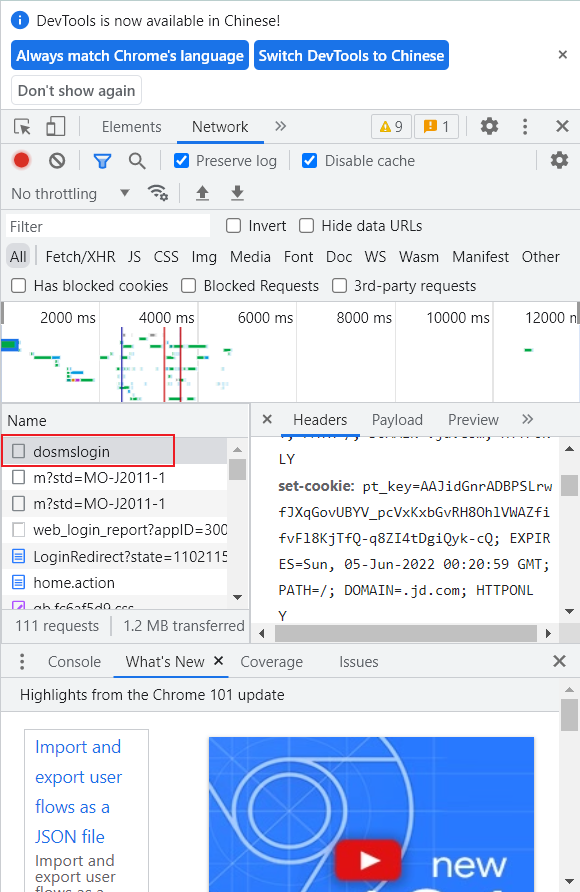 DevTools is now available in Chinese!
Always match Chrome's language Switch DevTools to Chinese
Don't show again
Elements Network 9 1
Preserve log Disable cache
No throttling
Filter Invert Hide data URLs
All Fetch/XHR JS CSS Img Media Font Doc WS Wasm Manifest Other
Has blocked cookies Blocked Requests 3rd-party requests
2000 ms 4000 ms 6000 ms 8000 ms 10000 ms 12000 n
Name Headers Payload Preview
dosmslogin
LY
m?std=MO-J2011-1
set-cookie: pt_key=AAJidGnrADBPSLrw
m?std=MO-J2011-1
fJXqGovUBYV_pcVxKxbGvRH8OhlVWAZfi
web_login_report?appID=300
fvFl8KjTfQ-q8ZI4tDgiQyk-cQ; EXPIR
LoginRedirect?state=1102115
ES=Sun, 05-Jun-2022 00:20:59 GMT;
home.action
PATH=/; DOMAIN=.jd.com; HTTPONL
Y
111 requests 1.2 MB transferred
Console What's New Coverage Issues
Highlights from the Chrome 101 update
Import and
export user
flows as a
JSON file
Import and
export user
flows as a
new